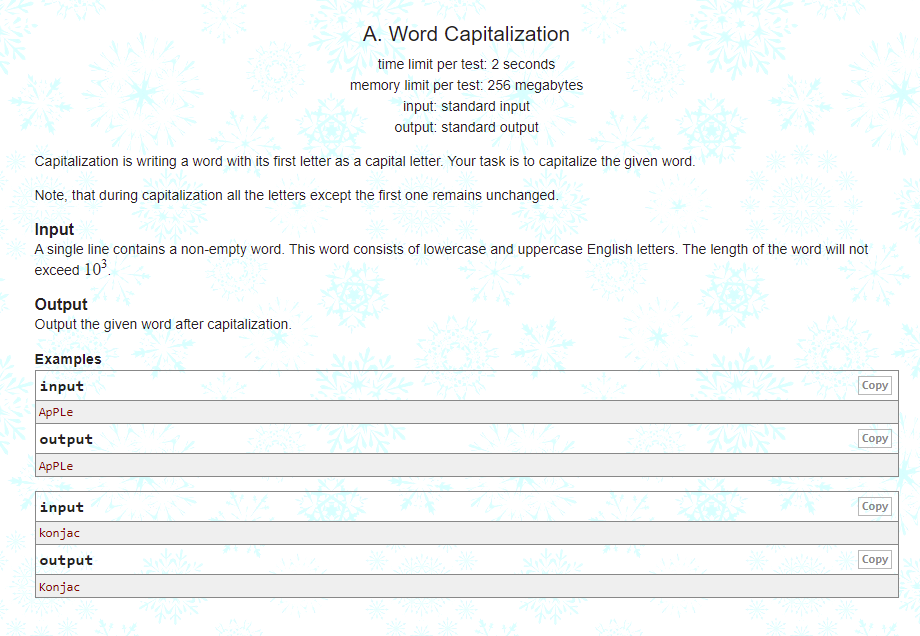 A. Word Capitalization
time limit per test: 2 seconds
memory limit per test: 256 megabytes
input: standard input
output: standard output
Capitalization is writing a word with its first letter as a capital letter. Your task is to capitalize the given word.
Note, that during capitalization all the letters except the first one remains unchanged.
Input
A single line contains a non-empty word. This word consists of lowercase and uppercase English letters. The length of the word will not
exceed 10³.
Output
Output the given word after capitalization.
Examples
input Copy
ApPLe
output Copy
ApPLe
input Copy
konjac
output Copy
Konjac